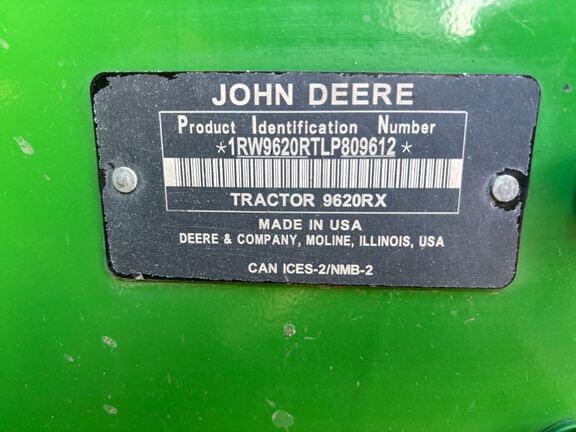 JOHN DEERE
Product Identification Number
*1RW9620RTLP809612*
TRACTOR 9620RX
MADE IN USA
DEERE & COMPANY, MOLINE, ILLINOIS, USA
CAN ICES-2/NMB-2